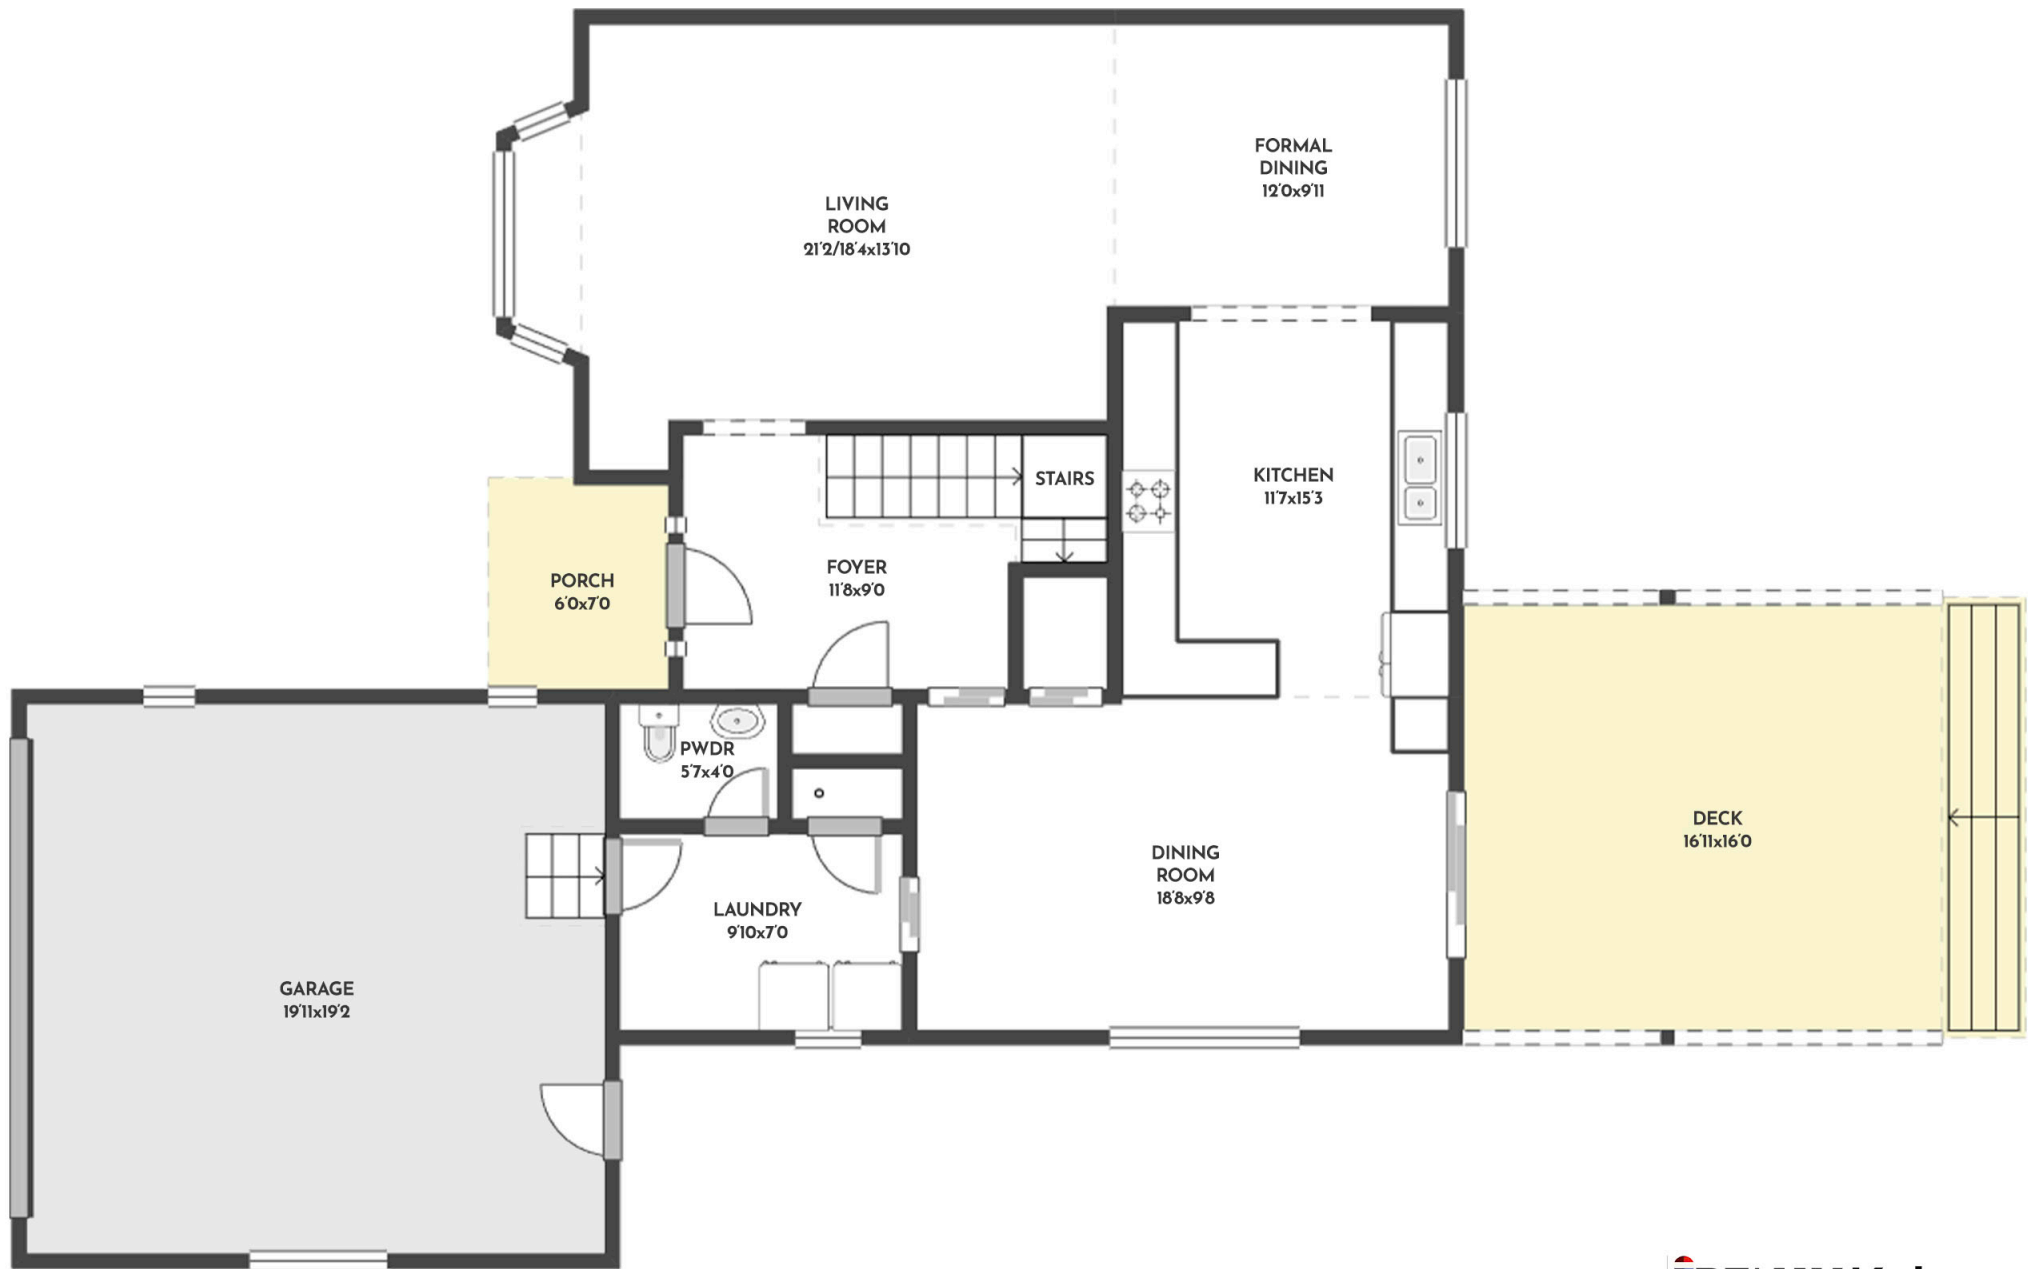 FORMAL
DINING
12'0x9'11
LIVING
ROOM
21'2/18'4x13'10
KITCHEN
11'7x15'3
STAIRS
FOYER
11'8x9'0
PORCH
6'0x7'0
PWDR
5'7x4'0
DECK
16'11x16'0
DINING
ROOM
18'8x9'8
LAUNDRY
9'10x7'0
GARAGE
19'11x19'2